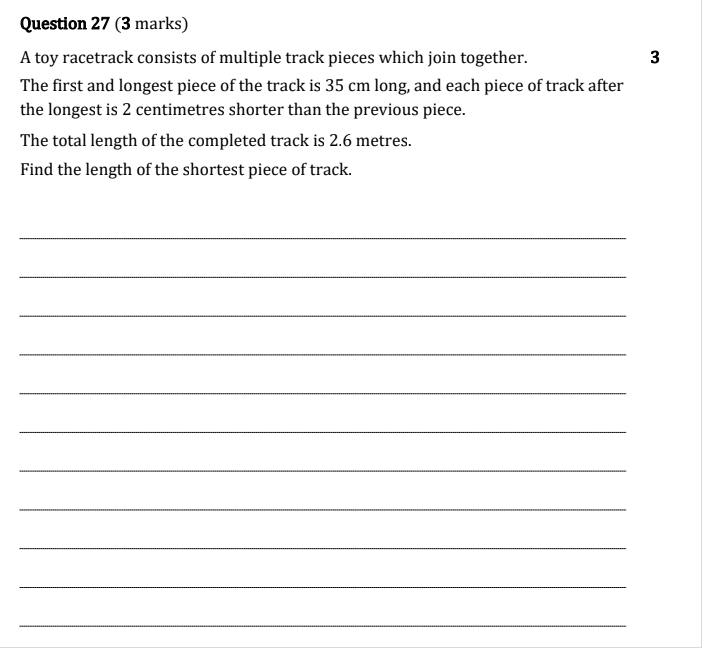 Question 27 (3 marks)
A toy racetrack consists of multiple track pieces which join together. 3
The first and longest piece of the track is 35 cm long, and each piece of track after
the longest is 2 centimetres shorter than the previous piece.
The total length of the completed track is 2.6 metres.
Find the length of the shortest piece of track.